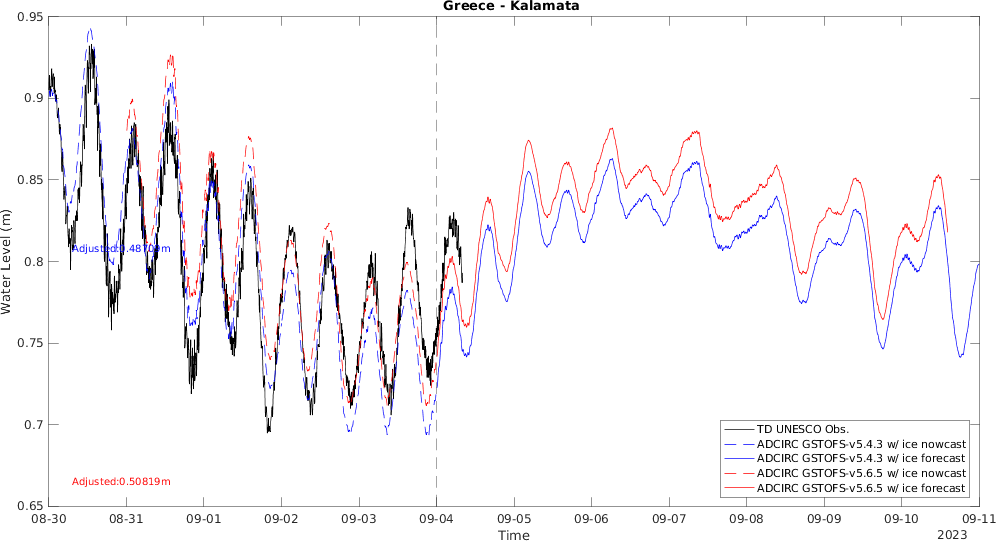 Greece - Kalamata
0.95
0.9
0.85
0.8
0.75
0.7
0.65
Water Level (m)
Adjusted:0.48709m
Adjusted:0.50819m
TD UNESCO Obs.
ADCIRC GSTOFS-v5.4.3 w/ ice nowcast
ADCIRC GSTOFS-v5.4.3 w/ ice forecast
ADCIRC GSTOFS-v5.6.5 w/ ice nowcast
ADCIRC GSTOFS-v5.6.5 w/ ice forecast
08-30 08-31 09-01 09-02 09-03 09-04 09-05 09-06 09-07 09-08 09-09 09-10 09-11
Time
2023